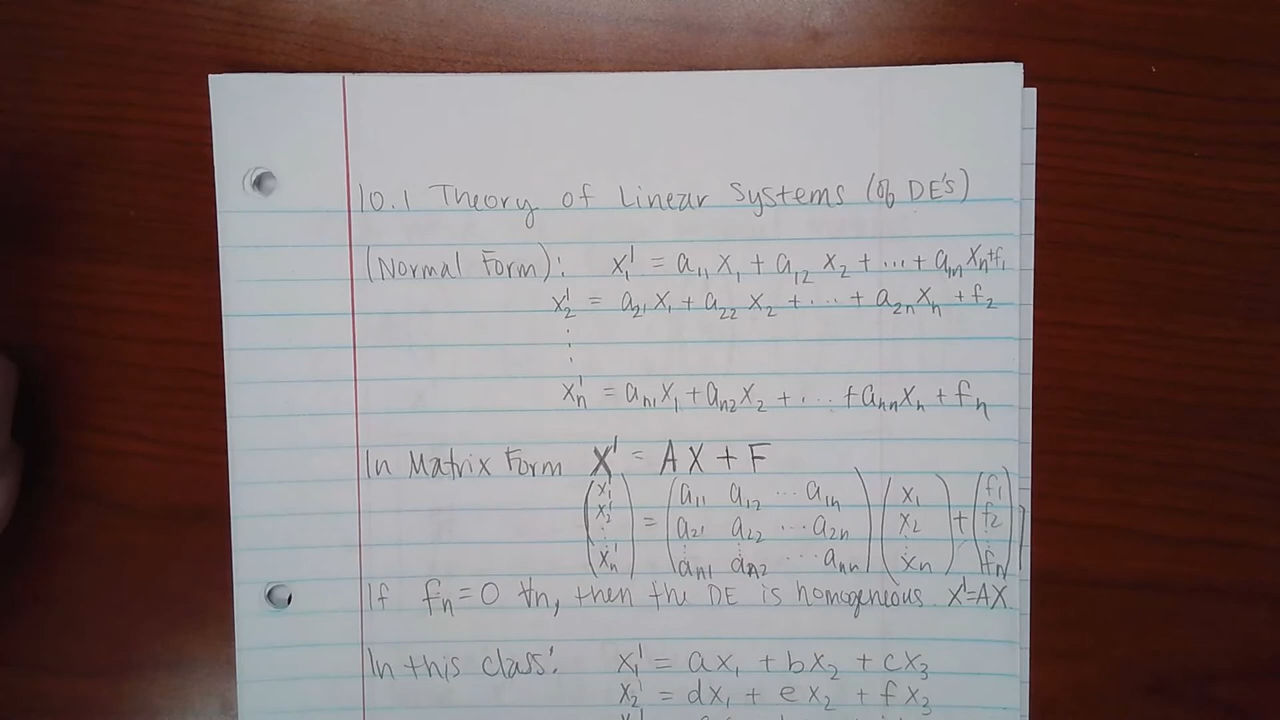 10.1 Theory of Linear Systems (of DE's)
(Normal Form): x₁' = a₁₁ x₁ + a₁₂ x₂ + ... + a₁ₙ xₙ + f₁
x₂' = a₂₁ x₁ + a₂₂ x₂ + ... + a₂ₙ xₙ + f₂
⋮
xₙ' = aₙ₁ x₁ + aₙ₂ x₂ + ... + aₙₙ xₙ + fₙ
In Matrix Form X' = AX + F
(x₁' x₂' ⋮ xₙ') = (a₁₁ a₁₂ ... a₁ₙ a₂₁ a₂₂ ... a₂ₙ ⋮ aₙ₁ aₙ₂ ... aₙₙ) (x₁ x₂ ⋮ xₙ) + (f₁ f₂ ⋮ fₙ)
If fₙ = 0 ∀n, then the DE is homogeneous X' = AX
In this class: x₁' = ax₁ + bx₂ + cx₃
x₂' = dx₁ + ex₂ + fx₃